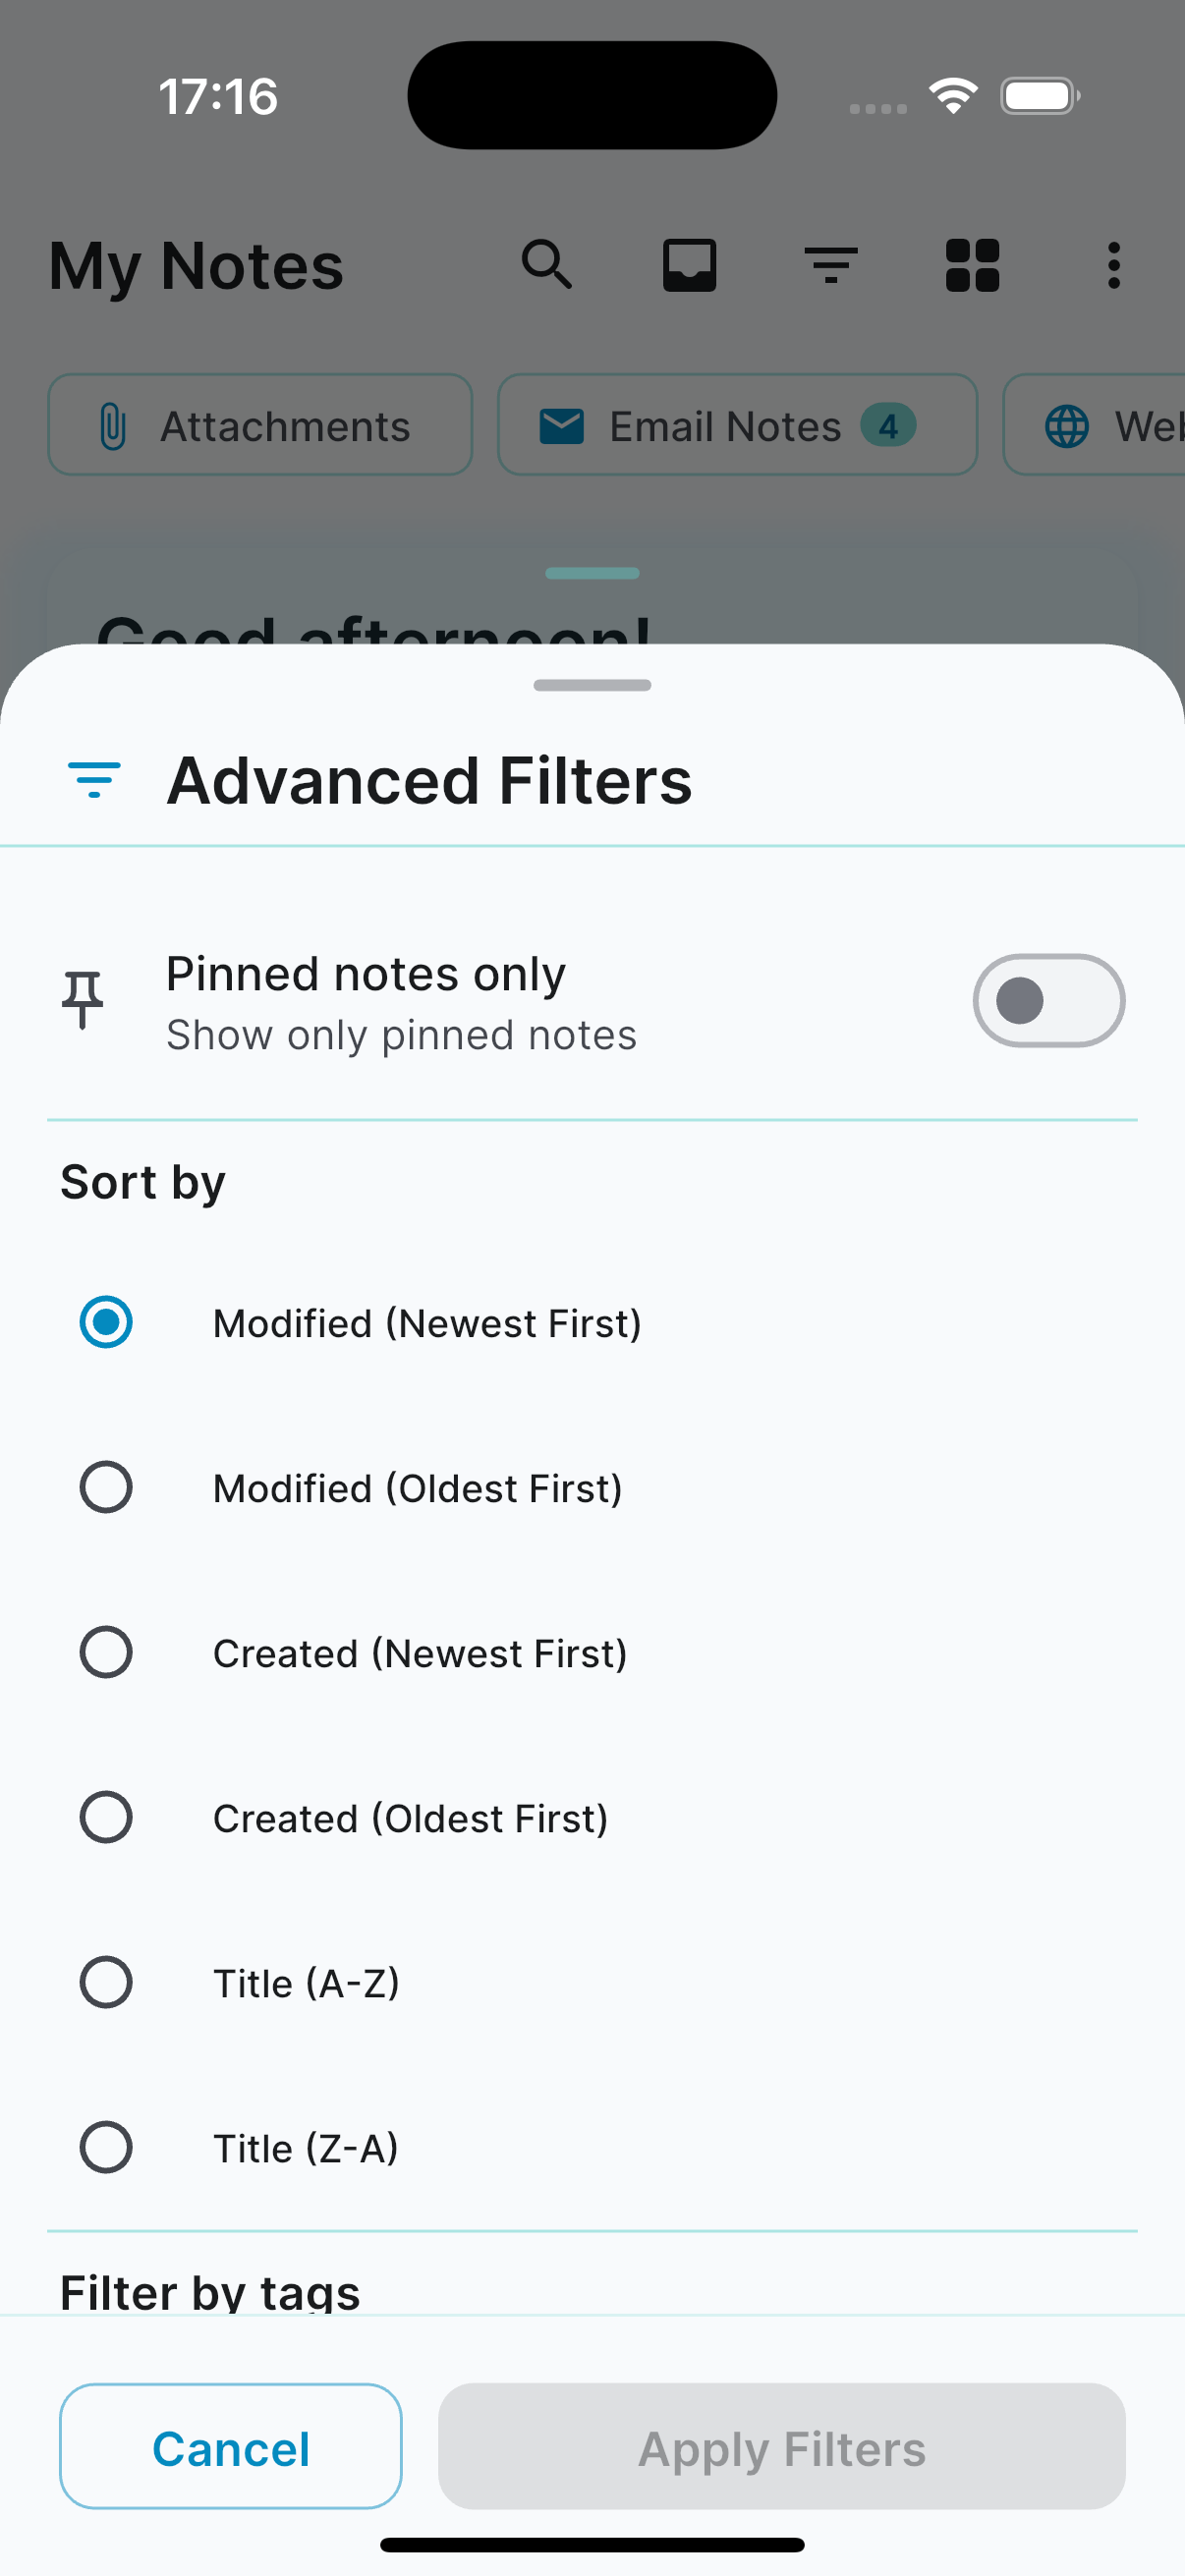 17:16
My Notes
Attachments
Email Notes 4
Web
Good afternoon!
Advanced Filters
Pinned notes only
Show only pinned notes
Sort by
Modified (Newest First)
Modified (Oldest First)
Created (Newest First)
Created (Oldest First)
Title (A-Z)
Title (Z-A)
Filter by tags
Cancel
Apply Filters